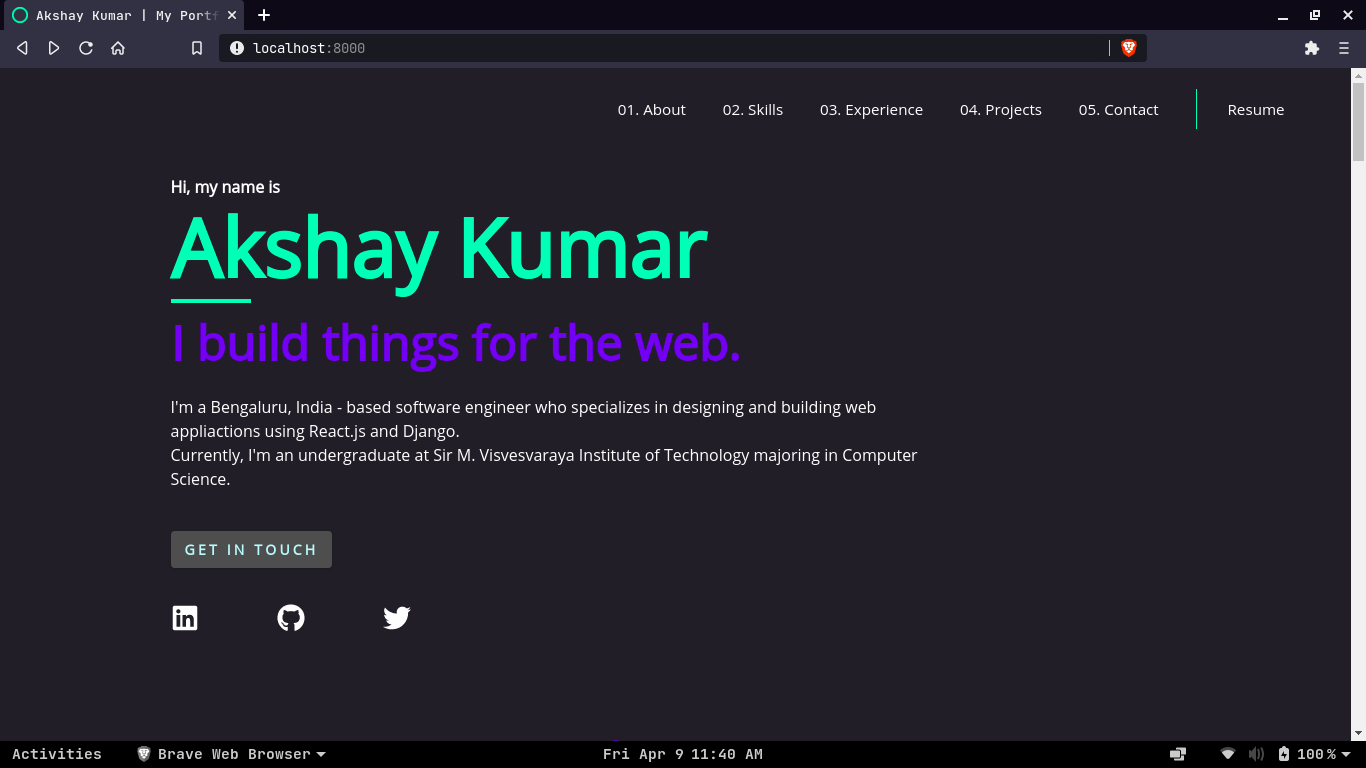 Akshay Kumar | My Portf
localhost:8000
01. About 02. Skills 03. Experience 04. Projects 05. Contact Resume
Hi, my name is
Akshay Kumar
I build things for the web.
I'm a Bengaluru, India - based software engineer who specializes in designing and building web
appliactions using React.js and Django.
Currently, I'm an undergraduate at Sir M. Visvesvaraya Institute of Technology majoring in Computer
Science.
GET IN TOUCH
in
Activities Brave Web Browser Fri Apr 9 11:40 AM 100%